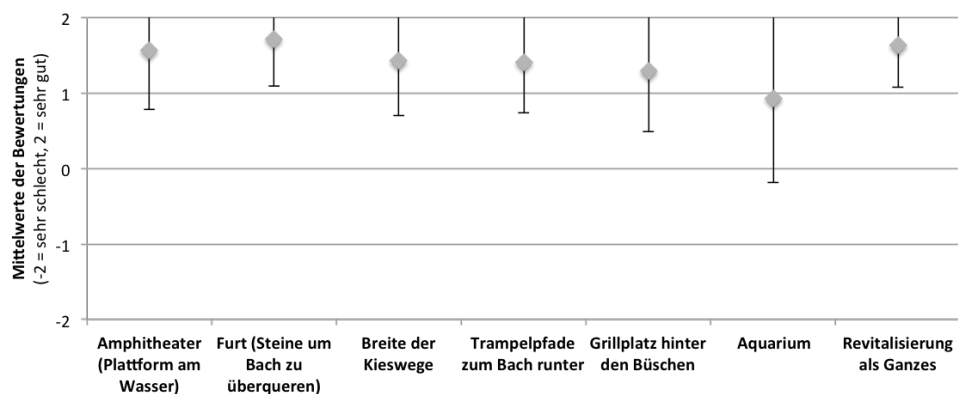 Mittelwerte der Bewertungen
(-2 = sehr schlecht, 2 = sehr gut)
2
1
0
-1
-2
Amphitheater
(Plattform am
Wasser)
Furt (Steine um
Bach zu
überqueren)
Breite der
Kieswege
Trampelpfade
zum Bach runter
Grillplatz hinter
den Büschen
Aquarium
Revitalisierung
als Ganzes